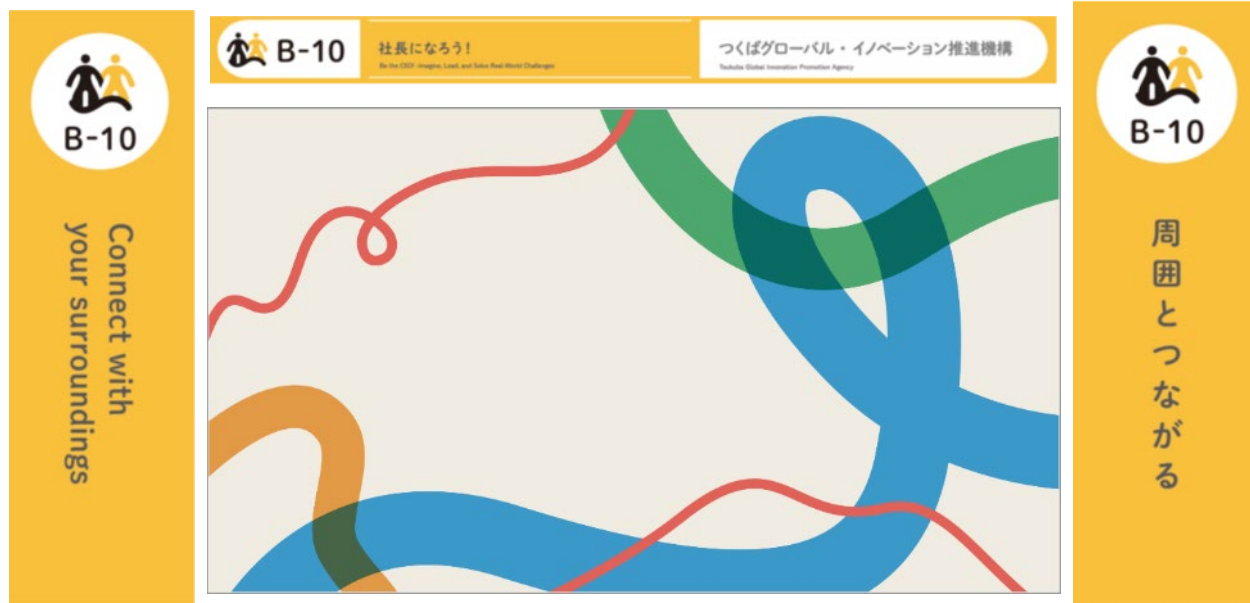 B-10
Connect with
your surroundings
B-10
社長になろう！
Be the CEO! -Imagine, Lead, and Solve Real-World Challenges-
つくばグローバル・イノベーション推進機構
Tsukuba Global Innovation Promotion Agency
B-10
周囲とつながる